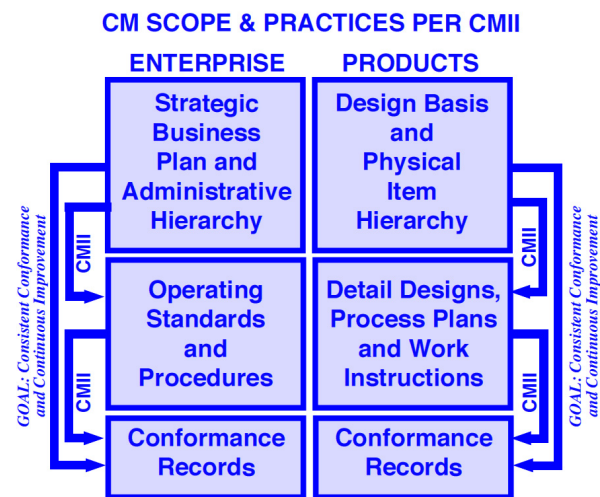 CM SCOPE & PRACTICES PER CMII
ENTERPRISE
PRODUCTS
Strategic
Business
Plan and
Administrative
Hierarchy
Design Basis
and
Physical
Item
Hierarchy
GOAL: Consistent Conformance
and Continuous Improvement
CMII
CMII
GOAL: Consistent Conformance
and Continuous Improvement
Operating
Standards
and
Procedures
Detail Designs,
Process Plans
and Work
Instructions
CMII
CMII
Conformance
Records
Conformance
Records